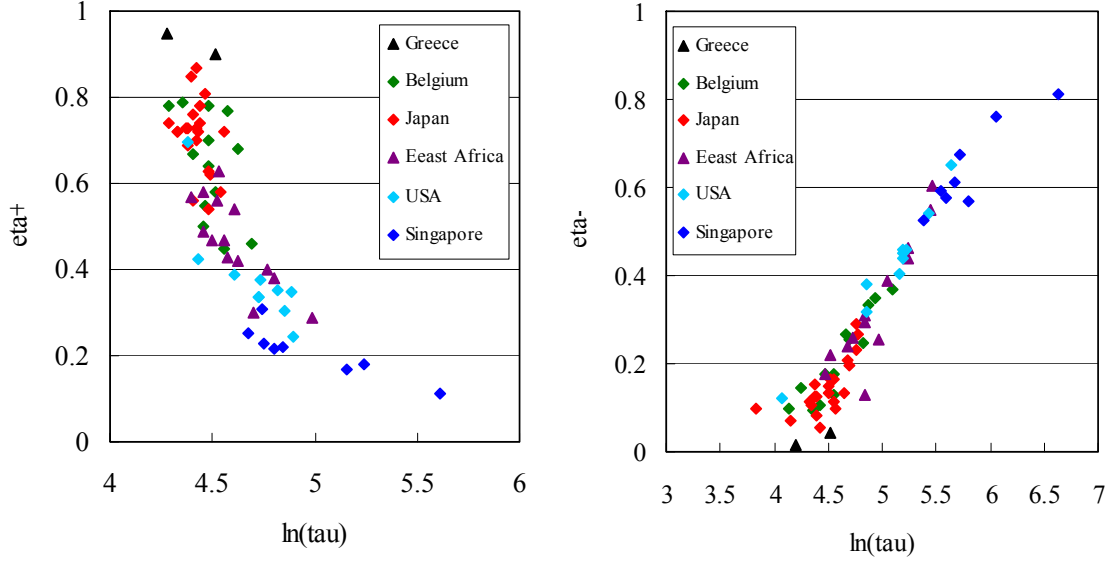 1
0.8
0.6
0.4
0.2
0
eta+
4
4.5
5
5.5
6
ln(tau)
Greece
Belgium
Japan
Eeast Africa
USA
Singapore
1
0.8
0.6
0.4
0.2
0
eta-
3
3.5
4
4.5
5
5.5
6
6.5
7
ln(tau)
Greece
Belgium
Japan
Eeast Africa
USA
Singapore